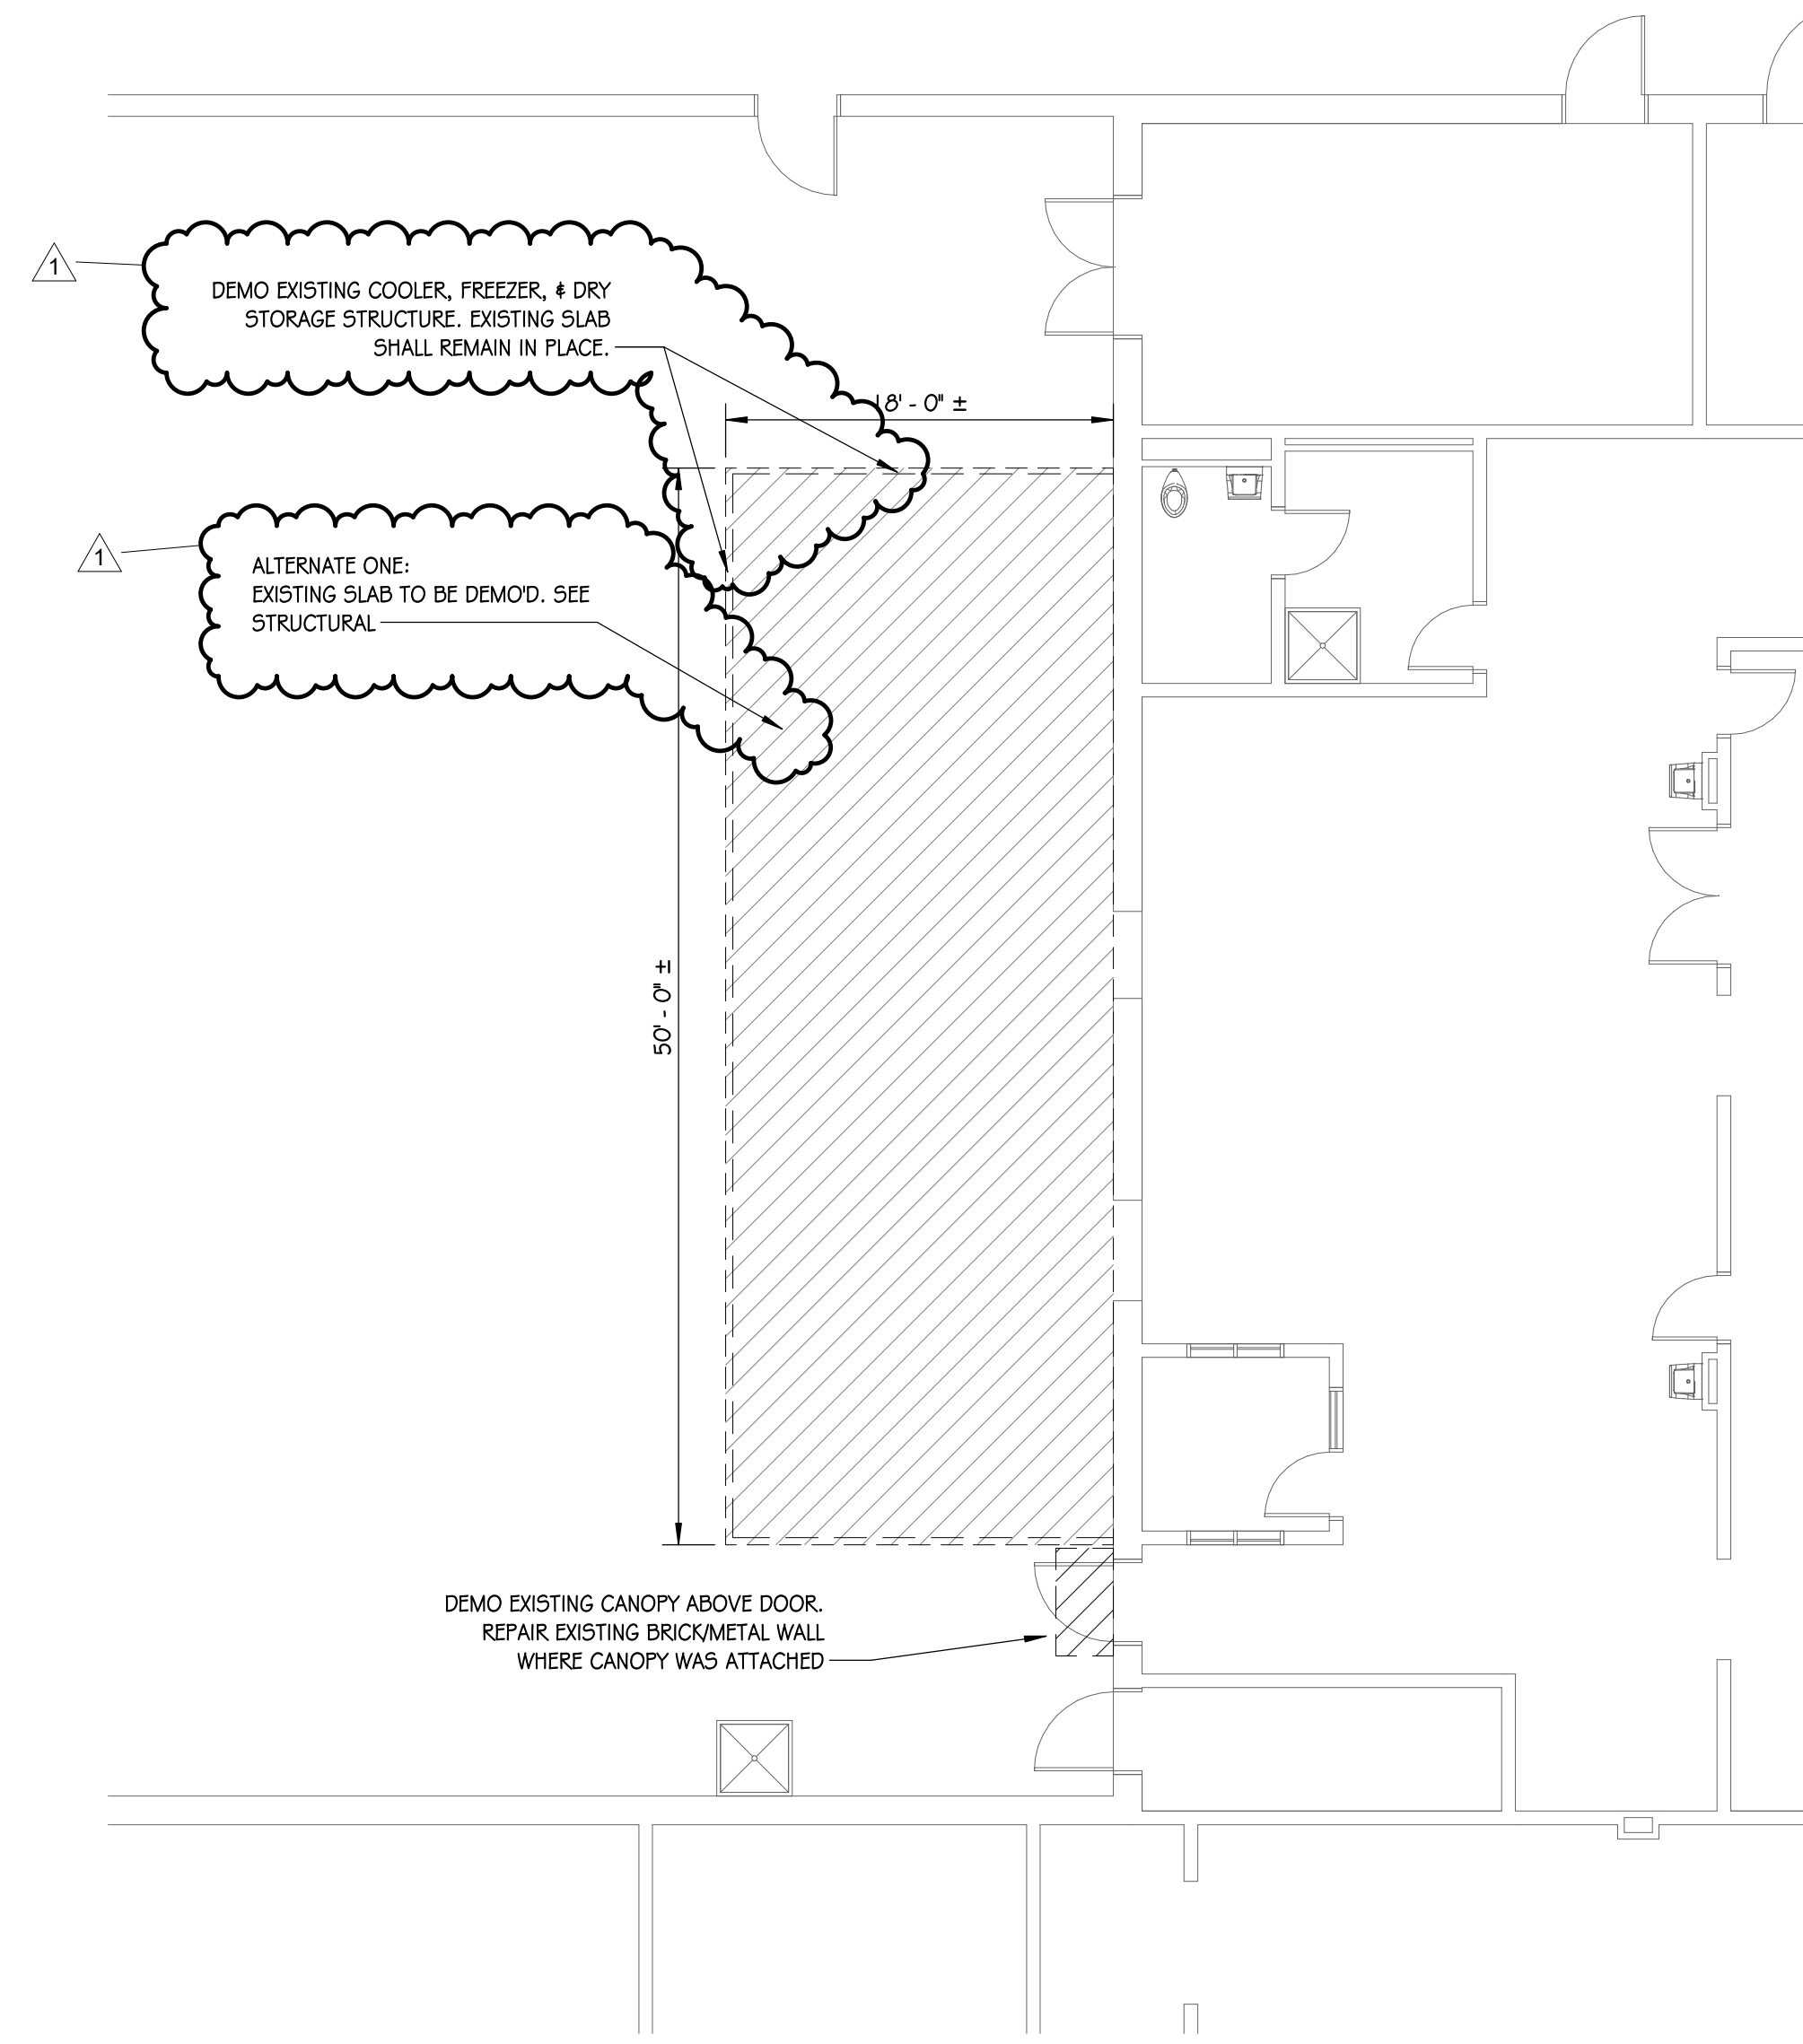 1
DEMO EXISTING COOLER, FREEZER, & DRY
STORAGE STRUCTURE. EXISTING SLAB
SHALL REMAIN IN PLACE.
18' - 0" ±
1
ALTERNATE ONE:
EXISTING SLAB TO BE DEMO'D. SEE
STRUCTURAL
50' - 0" ±
DEMO EXISTING CANOPY ABOVE DOOR.
REPAIR EXISTING BRICK/METAL WALL
WHERE CANOPY WAS ATTACHED